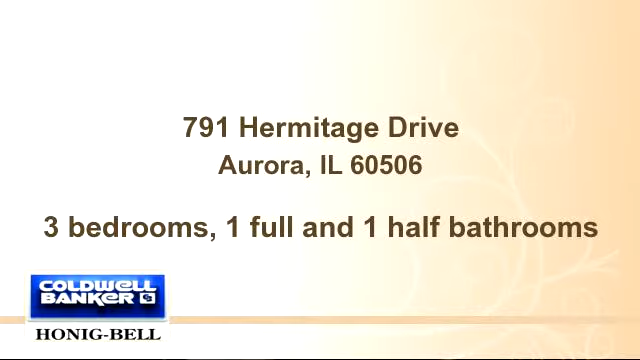 791 Hermitage Drive
Aurora, IL 60506
3 bedrooms, 1 full and 1 half bathrooms
COLDWELL
BANKER
HONIG-BELL